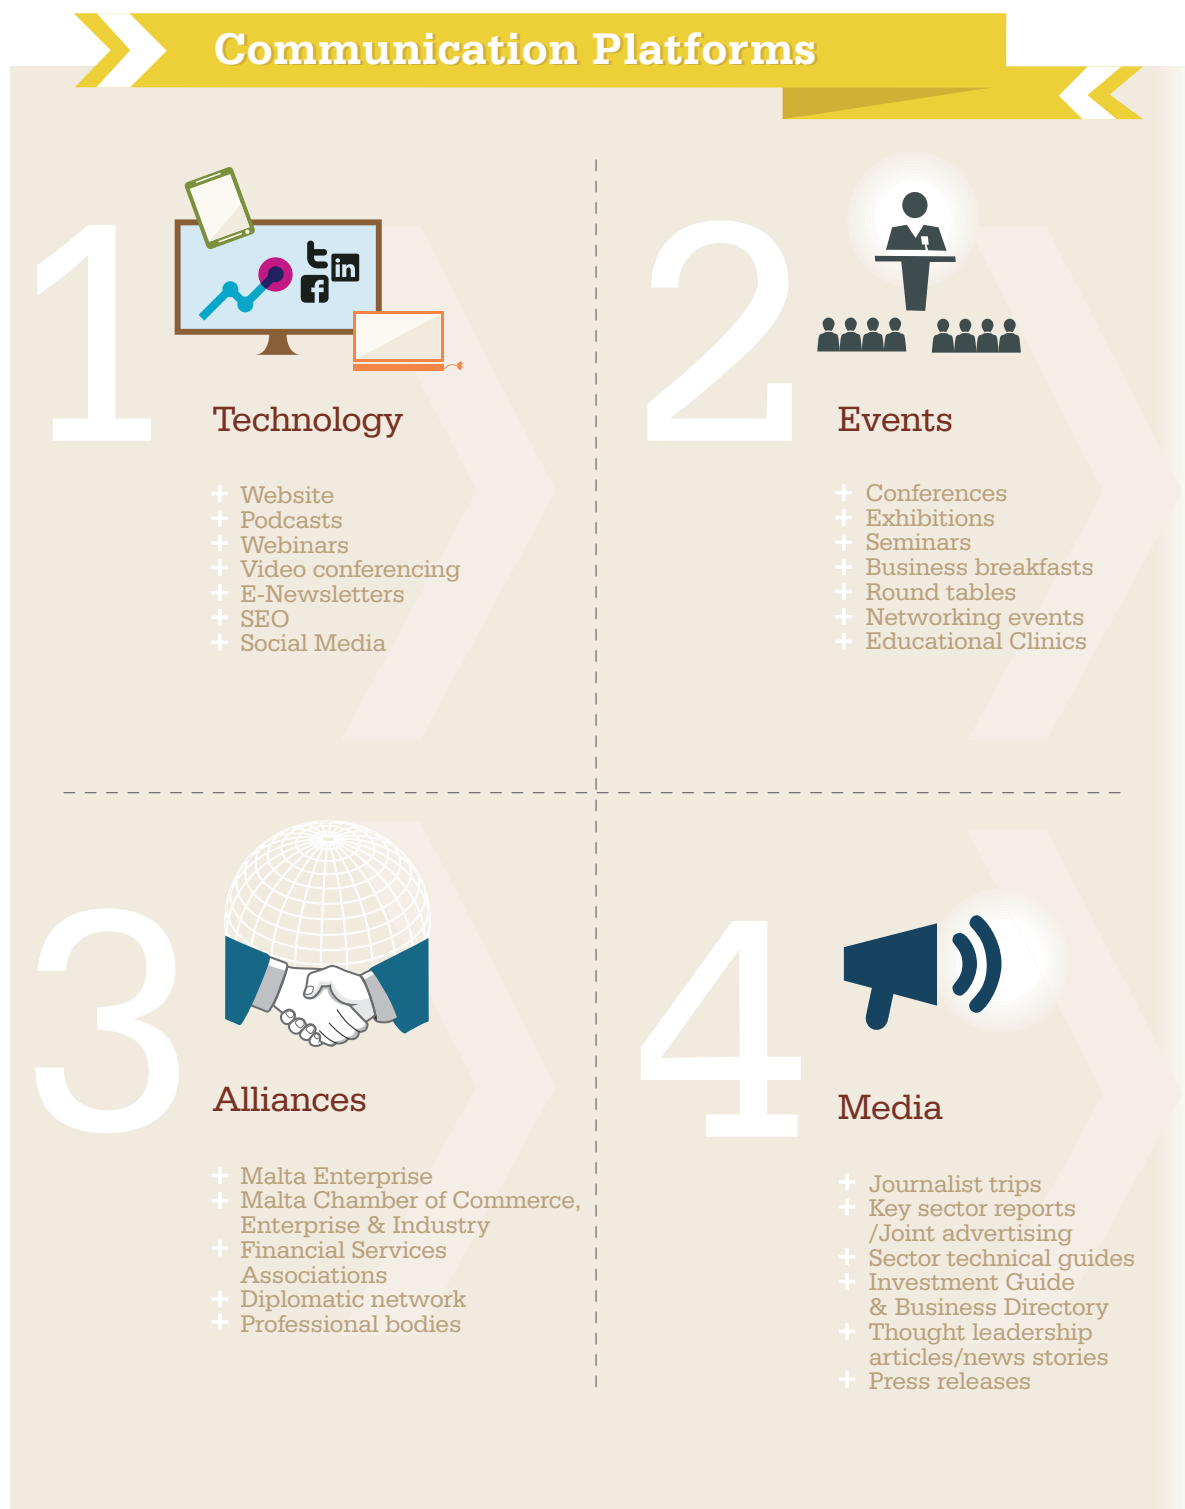 Communication Platforms
1
Technology
+ Website
+ Podcasts
+ Webinars
+ Video conferencing
+ E-Newsletters
+ SEO
+ Social Media
2
Events
+ Conferences
+ Exhibitions
+ Seminars
+ Business breakfasts
+ Round tables
+ Networking events
+ Educational Clinics
3
Alliances
+ Malta Enterprise
+ Malta Chamber of Commerce,
Enterprise & Industry
+ Financial Services
Associations
+ Diplomatic network
+ Professional bodies
4
Media
+ Journalist trips
+ Key sector reports
/Joint advertising
+ Sector technical guides
+ Investment Guide
& Business Directory
+ Thought leadership
articles/news stories
+ Press releases